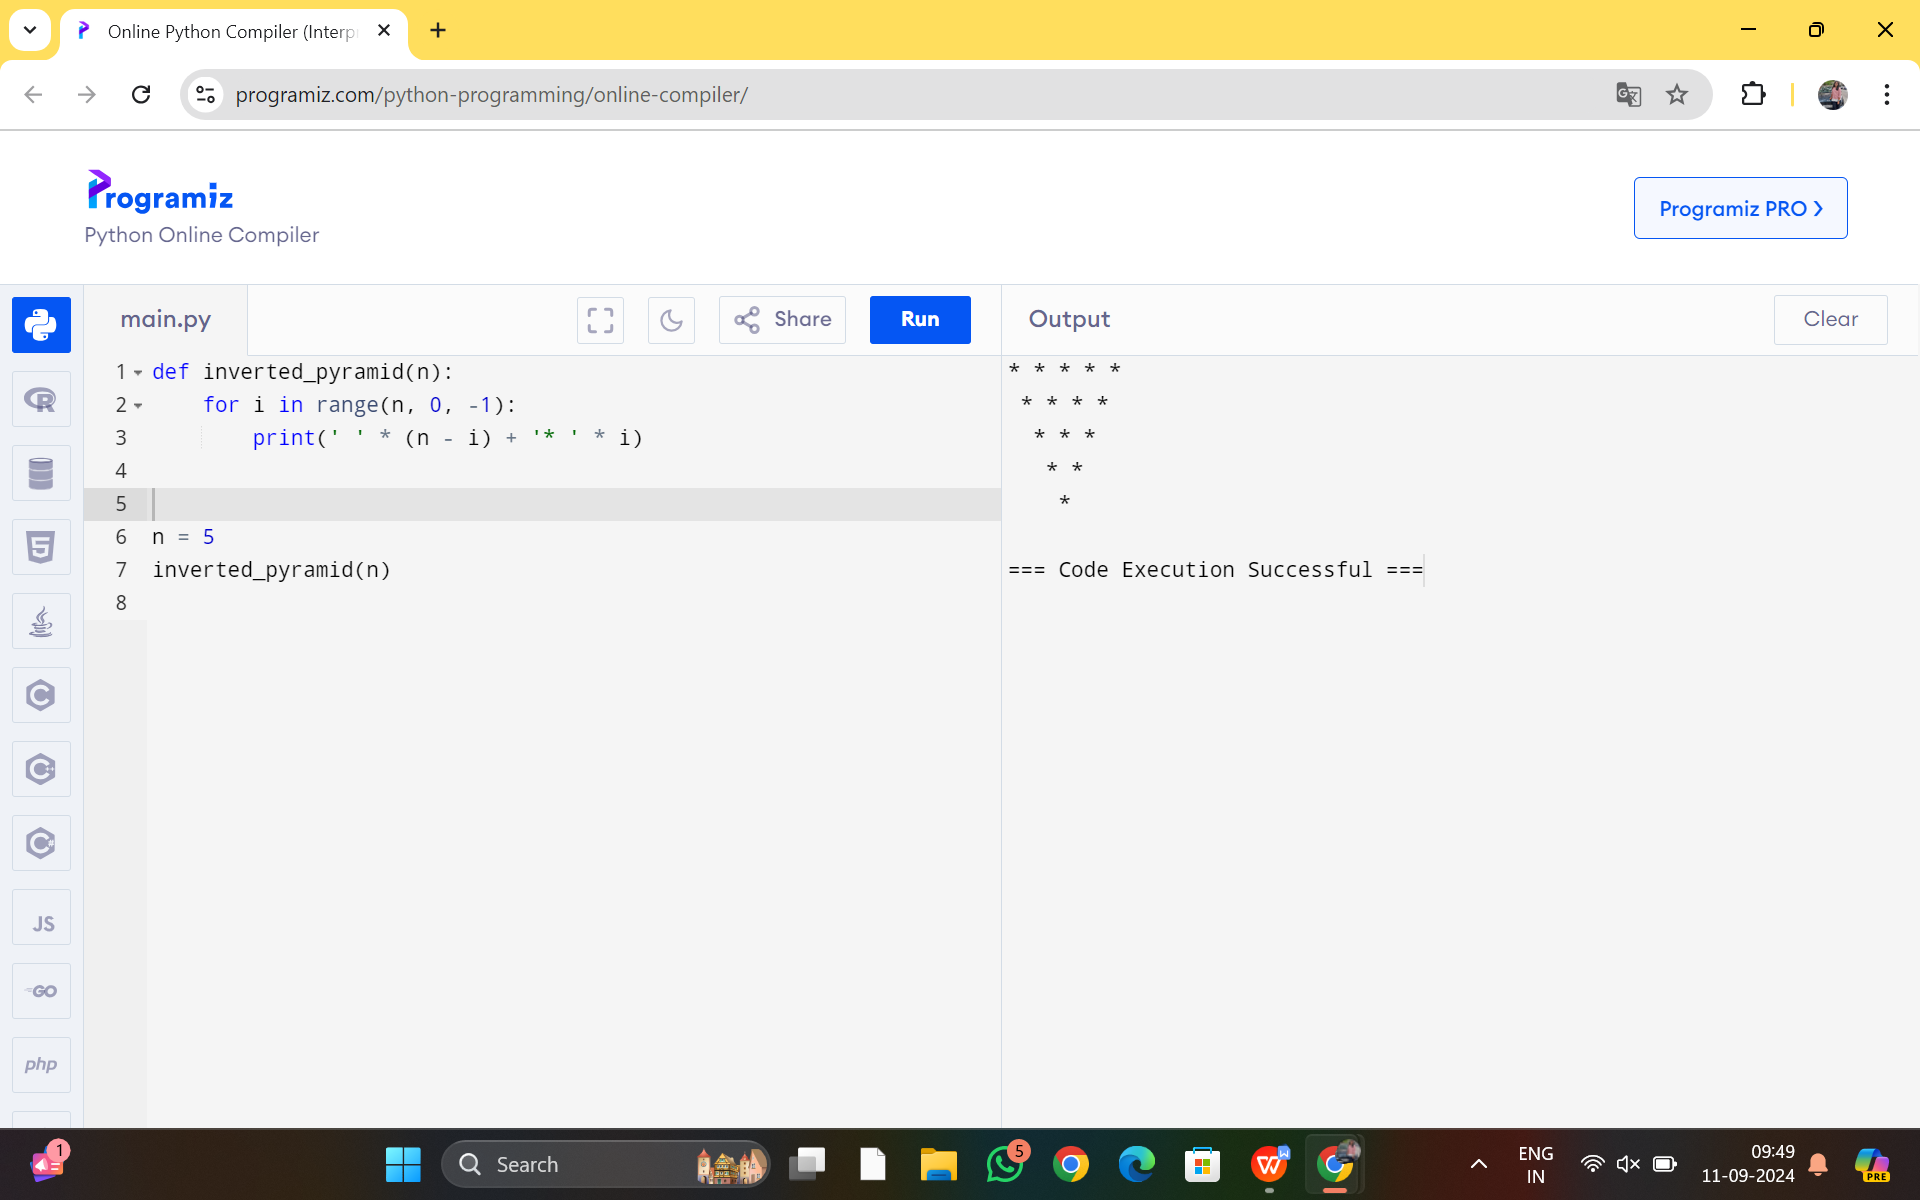 Online Python Compiler (Interp
programiz.com/python-programming/online-compiler/
Programiz
Python Online Compiler
Programiz PRO ❯
main.py
Share
Run
Output
Clear
1 def inverted_pyramid(n):
2     for i in range(n, 0, -1):
3         print(' ' * (n - i) + '* ' * i)
4
5
6 n = 5
7 inverted_pyramid(n)
8
* * * * *
 * * * *
  * * *
   * *
    *
=== Code Execution Successful ===
R
5
C
C++
C#
JS
GO
php
1
Search
5
W
W
ENG
IN
09:49
11-09-2024
PRE